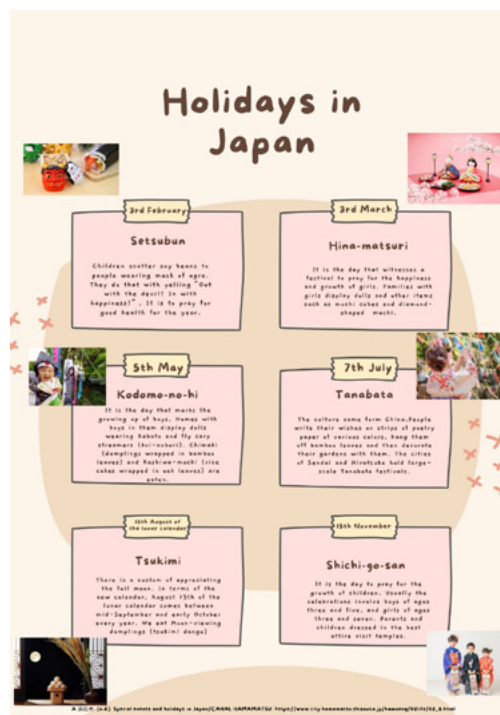 Holidays in
Japan
3rd February
Setsubun
Children scatter soy beans to
people wearing mask of ogre.
They do that with yelling "Out
with the devil! In with
happiness!". It is to pray for
good health for the year.
3rd March
Hina-matsuri
It is the day that witnesses a
festival to pray for the happiness
and growth of girls. Families with
girls display dolls and other items
such as mochi cakes and diamond-
shaped mochi.
5th May
Kodomo-no-hi
It is the day that marks the
growing up of boys. Homes with
boys in them display dolls
wearing Kabuto and fly carp
streamers (koi-nobori). Chimaki
(dumplings wrapped in bamboo
leaves) and Kashiwa-mochi (rice
cakes wrapped in oak leaves) are
eaten.
7th July
Tanabata
The culture came form China.People
write their wishes on strips of poetry
paper of various colors, hang them
off bamboo leaves and then decorate
their gardens with them. The cities
of Sendai and Hiratsuka hold large-
scale Tanabata festivals.
15th August of
the lunar calendar
Tsukimi
There is a custom of appreciating
the full moon. In terms of the
new calendar, August 15th of the
lunar calendar comes between
mid-September and early October
every year. We eat Moon-viewing
dumplings (tsukimi dango)
15th November
Shichi-go-san
It is the day to pray for the
growth of children. Usually the
celebrations involve boys of ages
three and five, and girls of ages
three and seven. Parents and
children dressed in the best
attire visit temples.
(n.d.). Special events and holidays in Japan/CANAL HAMAMATSU